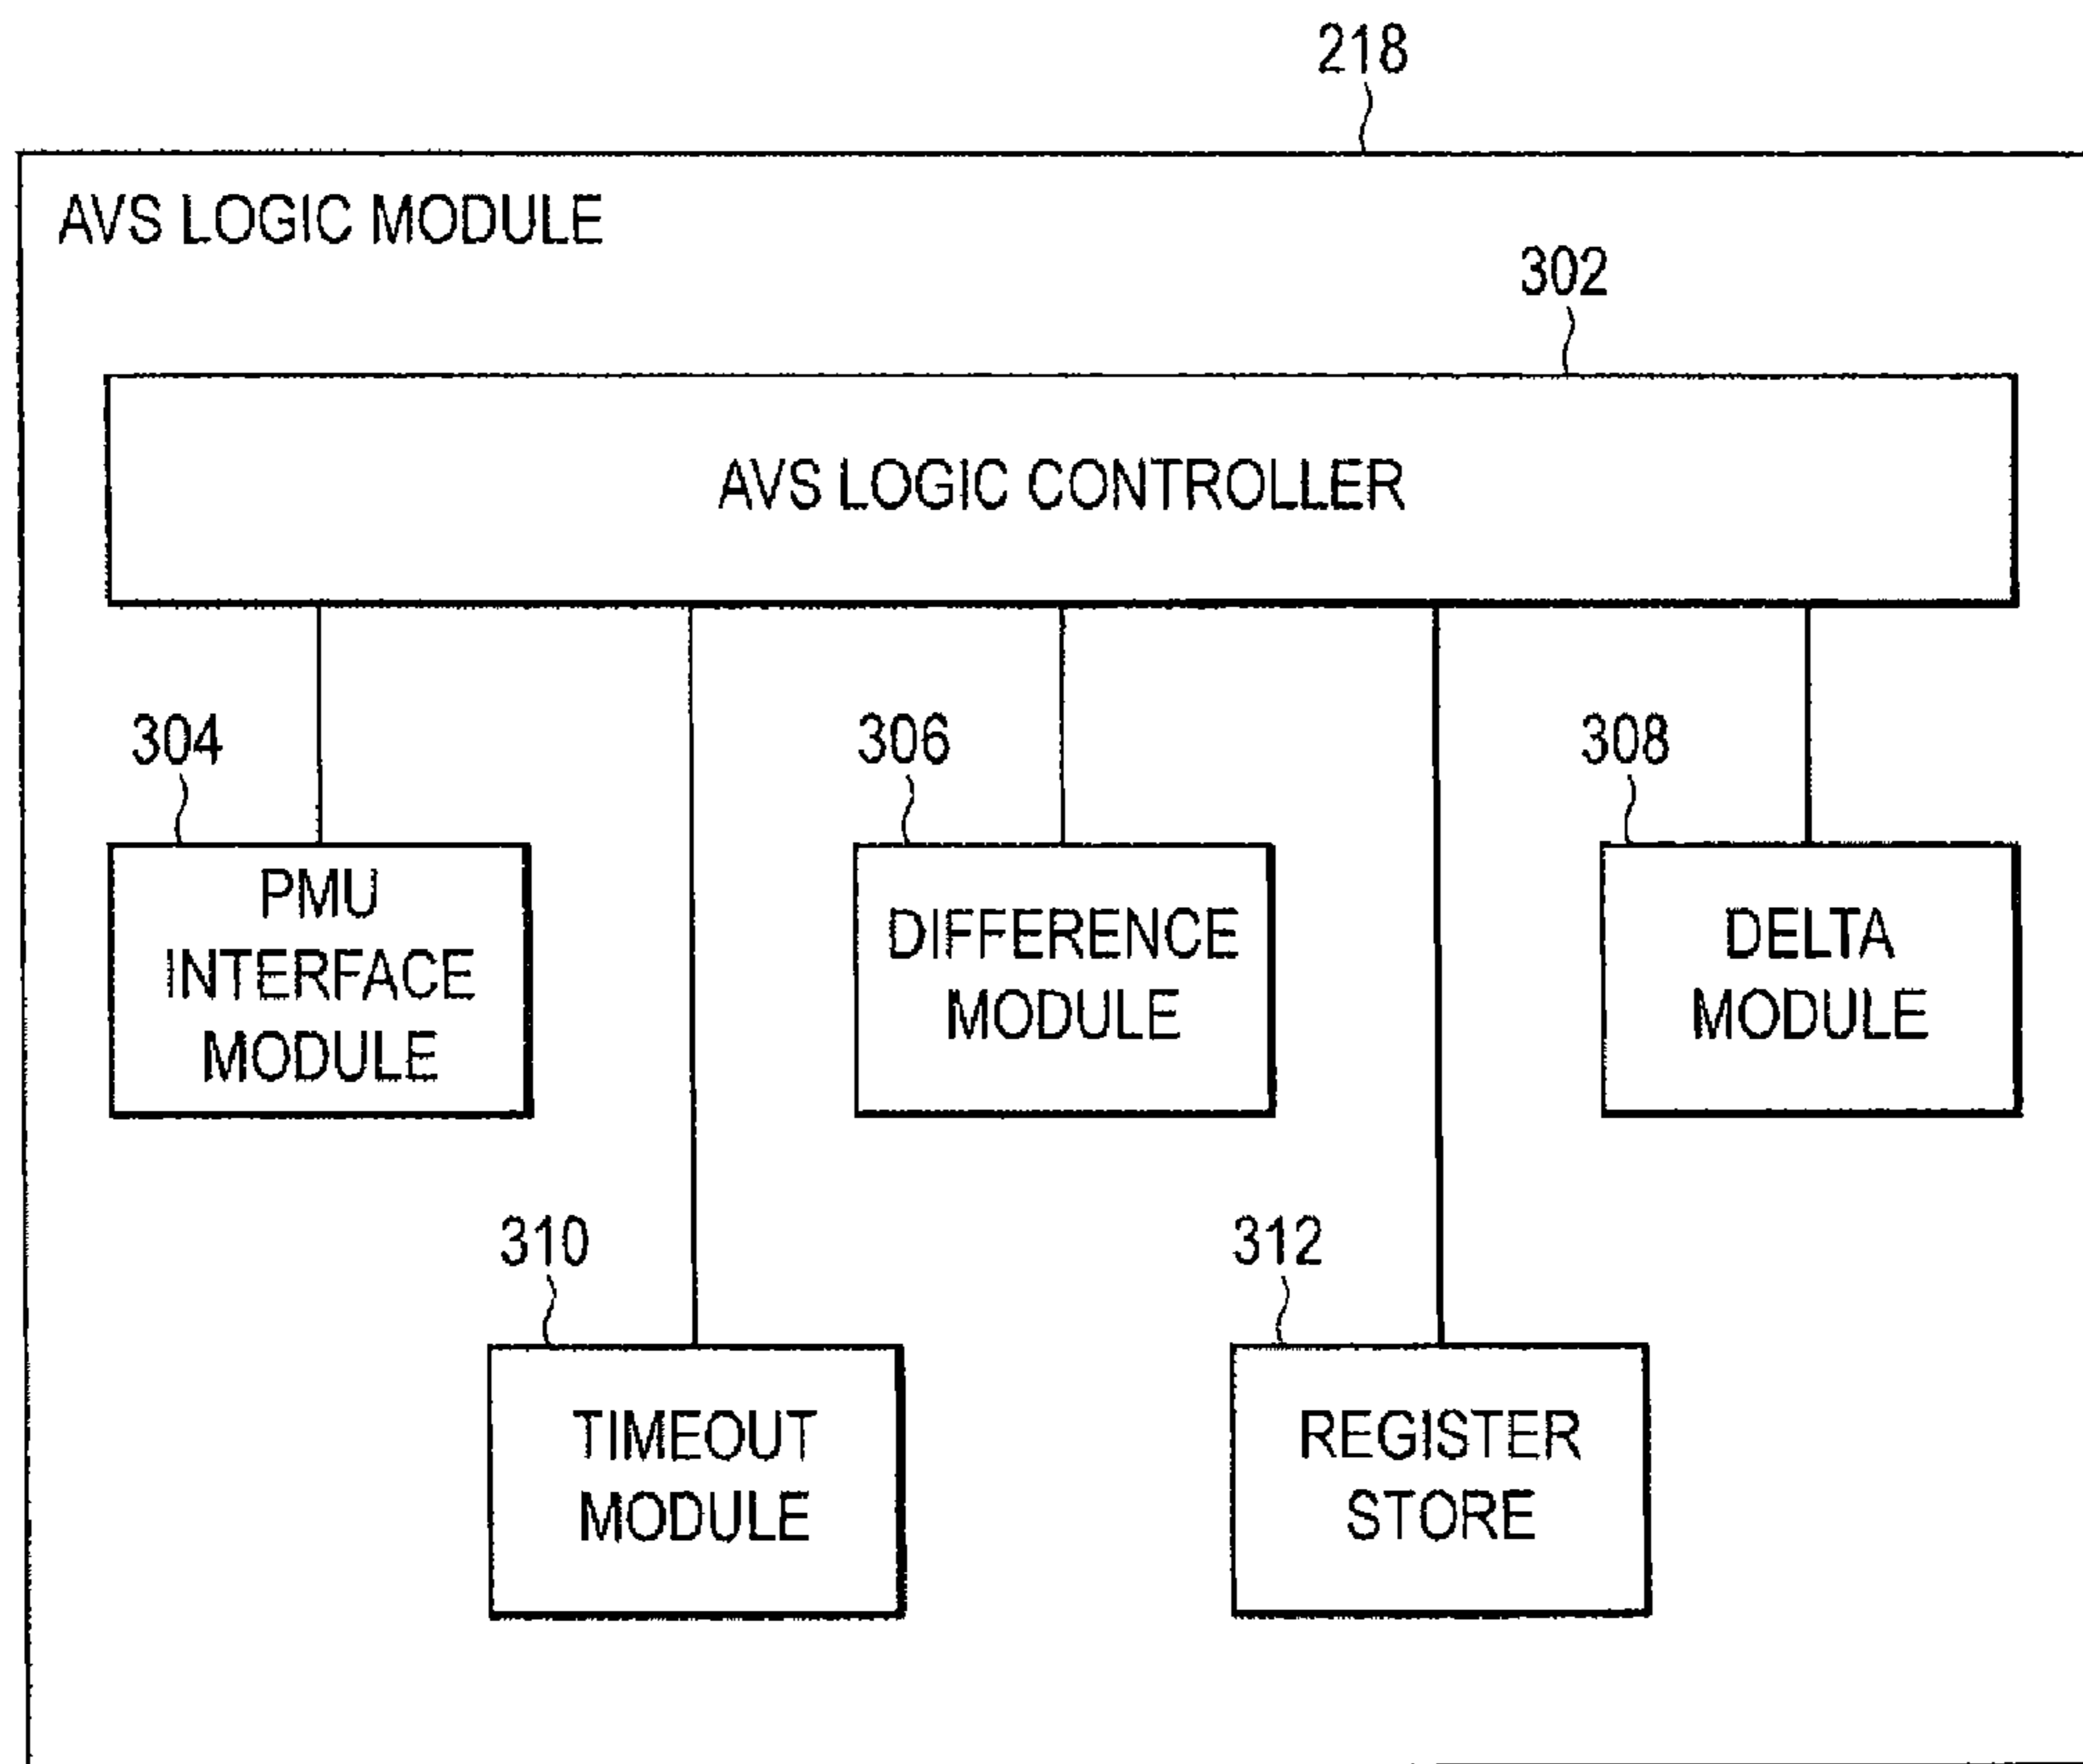 218
AVS LOGIC MODULE
302
AVS LOGIC CONTROLLER
304
306
308
PMU
INTERFACE
MODULE
DIFFERENCE
MODULE
DELTA
MODULE
310
312
TIMEOUT
MODULE
REGISTER
STORE